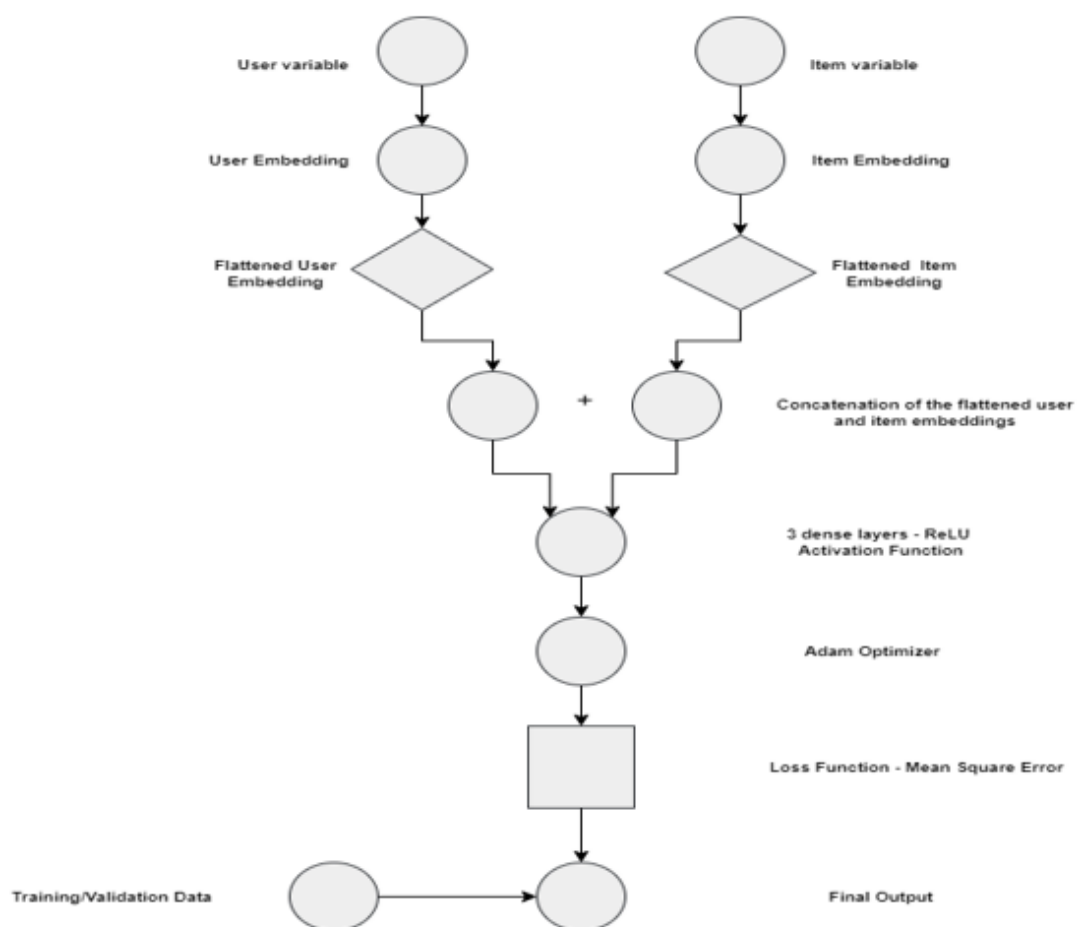 User variable
Item variable
User Embedding
Item Embedding
Flattened User
Embedding
Flattened Item
Embedding
+
Concatenation of the flattened user
and item embeddings
3 dense layers - ReLU
Activation Function
Adam Optimizer
Loss Function - Mean Square Error
Training/Validation Data
Final Output